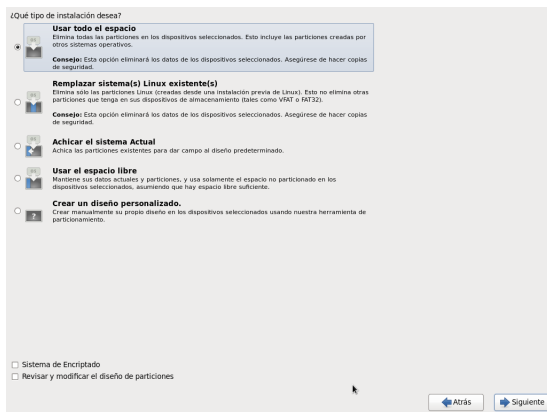 ¿Qué tipo de instalación desea?
Usar todo el espacio
Elimina todas las particiones en los dispositivos seleccionados. Esto incluye las particiones creadas por
otros sistemas operativos.
Consejo: Esta opción eliminará los datos de los dispositivos seleccionados. Asegúrese de hacer copias
de seguridad.
Remplazar sistema(s) Linux existente(s)
Elimina sólo las particiones Linux (creadas desde una instalación previa de Linux). Esto no elimina otras
particiones que tenga en sus dispositivos de almacenamiento (tales como VFAT o FAT32).
Consejo: Esta opción eliminará los datos de los dispositivos seleccionados. Asegúrese de hacer copias
de seguridad.
Achicar el sistema Actual
Achica las particiones existentes para dar campo al diseño predeterminado.
Usar el espacio libre
Mantiene sus datos actuales y particiones, y usa solamente el espacio no particionado en los
dispositivos seleccionados, asumiendo que hay espacio libre suficiente.
Crear un diseño personalizado.
Crear manualmente su propio diseño en los dispositivos seleccionados usando nuestra herramienta de
particionamiento.
Sistema de Encriptado
Revisar y modificar el diseño de particiones
Atrás
Siguiente